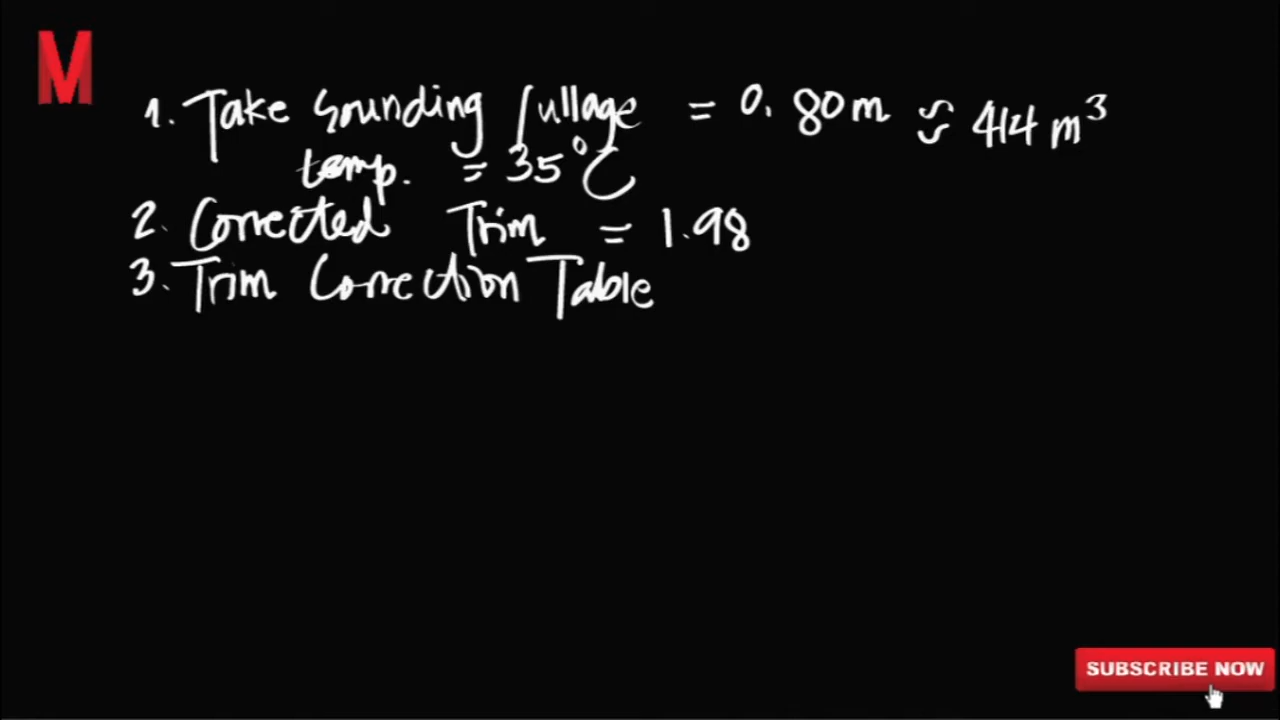 M
1. Take Sounding / ullage = 0.80 m ≈ 414 m³
temp. = 35°C
2. Corrected Trim = 1.98
3. Trim Correction Table
SUBSCRIBE NOW